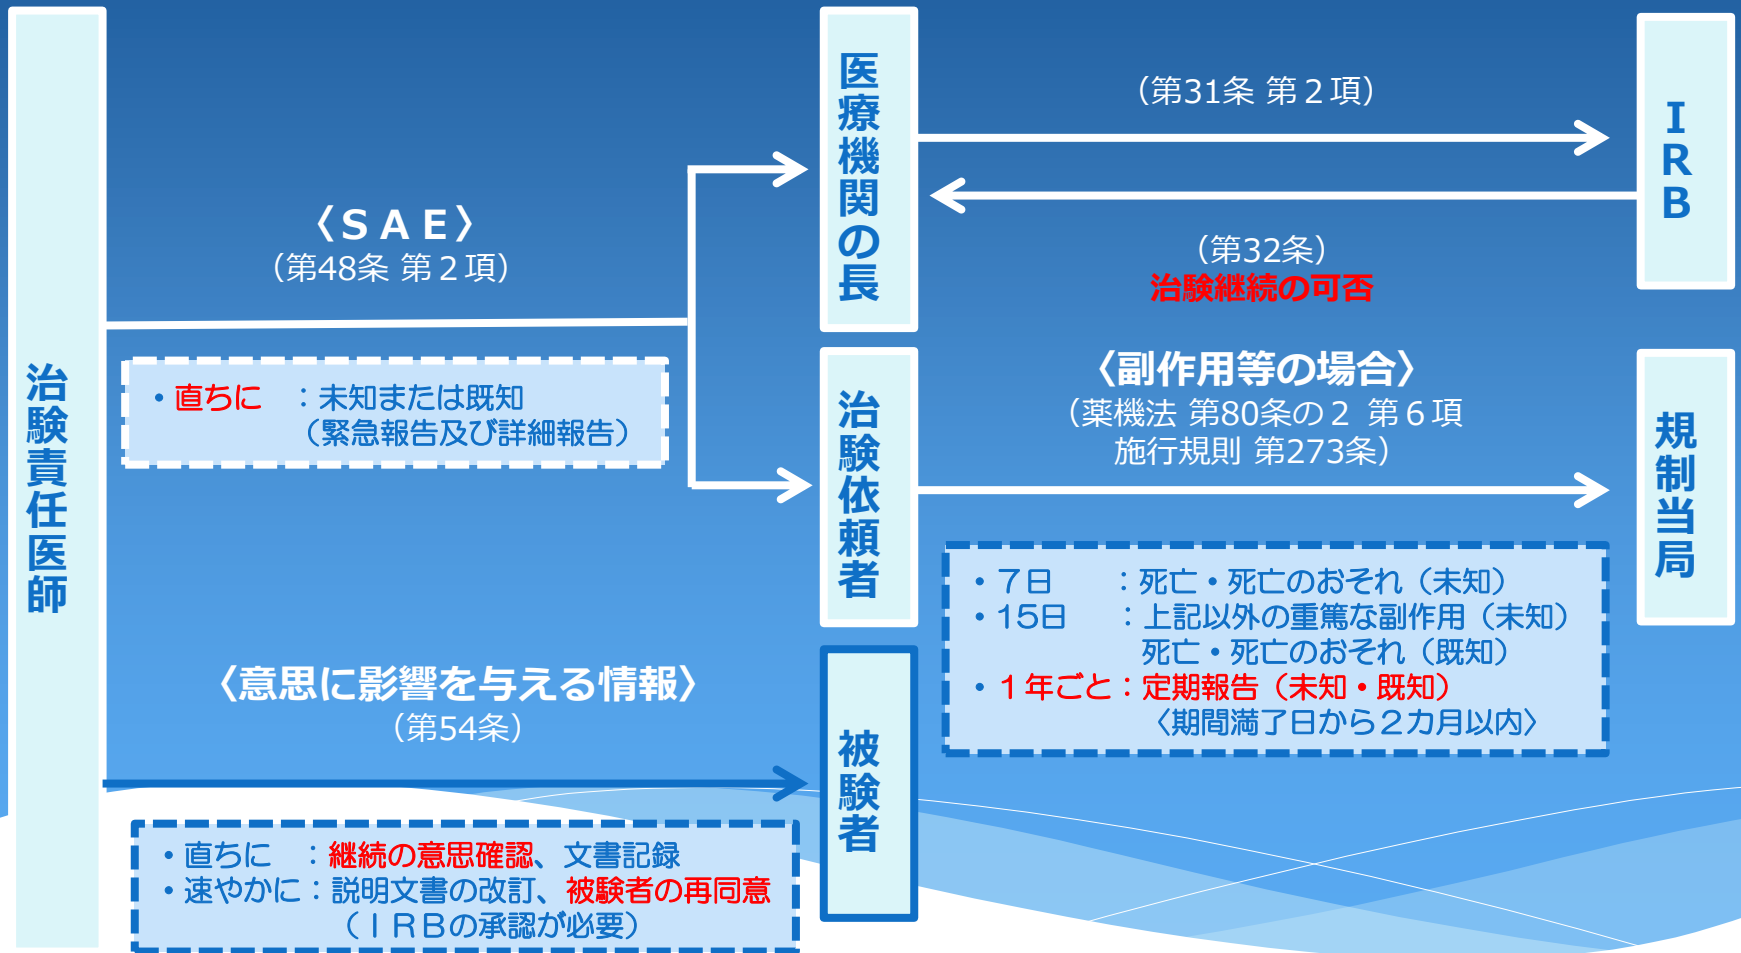 治験責任医師
〈ＳＡＥ〉
（第48条 第２項）
・直ちに　：未知または既知
（緊急報告及び詳細報告）
〈意思に影響を与える情報〉
（第54条）
・直ちに　：継続の意思確認、文書記録
・速やかに：説明文書の改訂、被験者の再同意
（ＩＲＢの承認が必要）
医療機関の長
治験依頼者
被験者
（第31条 第２項）
（第32条）
治験継続の可否
〈副作用等の場合〉
（薬機法 第80条の２ 第６項
施行規則 第273条）
・７日　　：死亡・死亡のおそれ（未知）
・15日　　：上記以外の重篤な副作用（未知）
死亡・死亡のおそれ（既知）
・１年ごと：定期報告（未知・既知）
〈期間満了日から２カ月以内〉
ＩＲＢ
規制当局